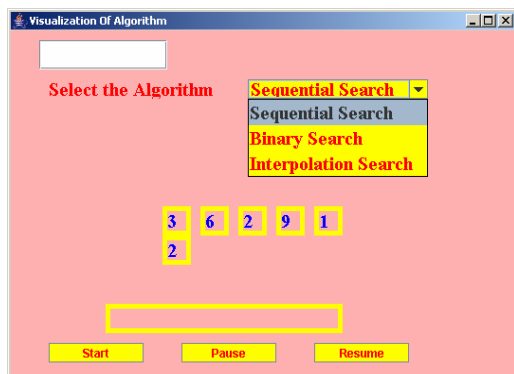 Visualization Of Algorithm
Select the Algorithm Sequential Search
Sequential Search
Binary Search
Interpolation Search
3 6 2 9 1
2
Start Pause Resume